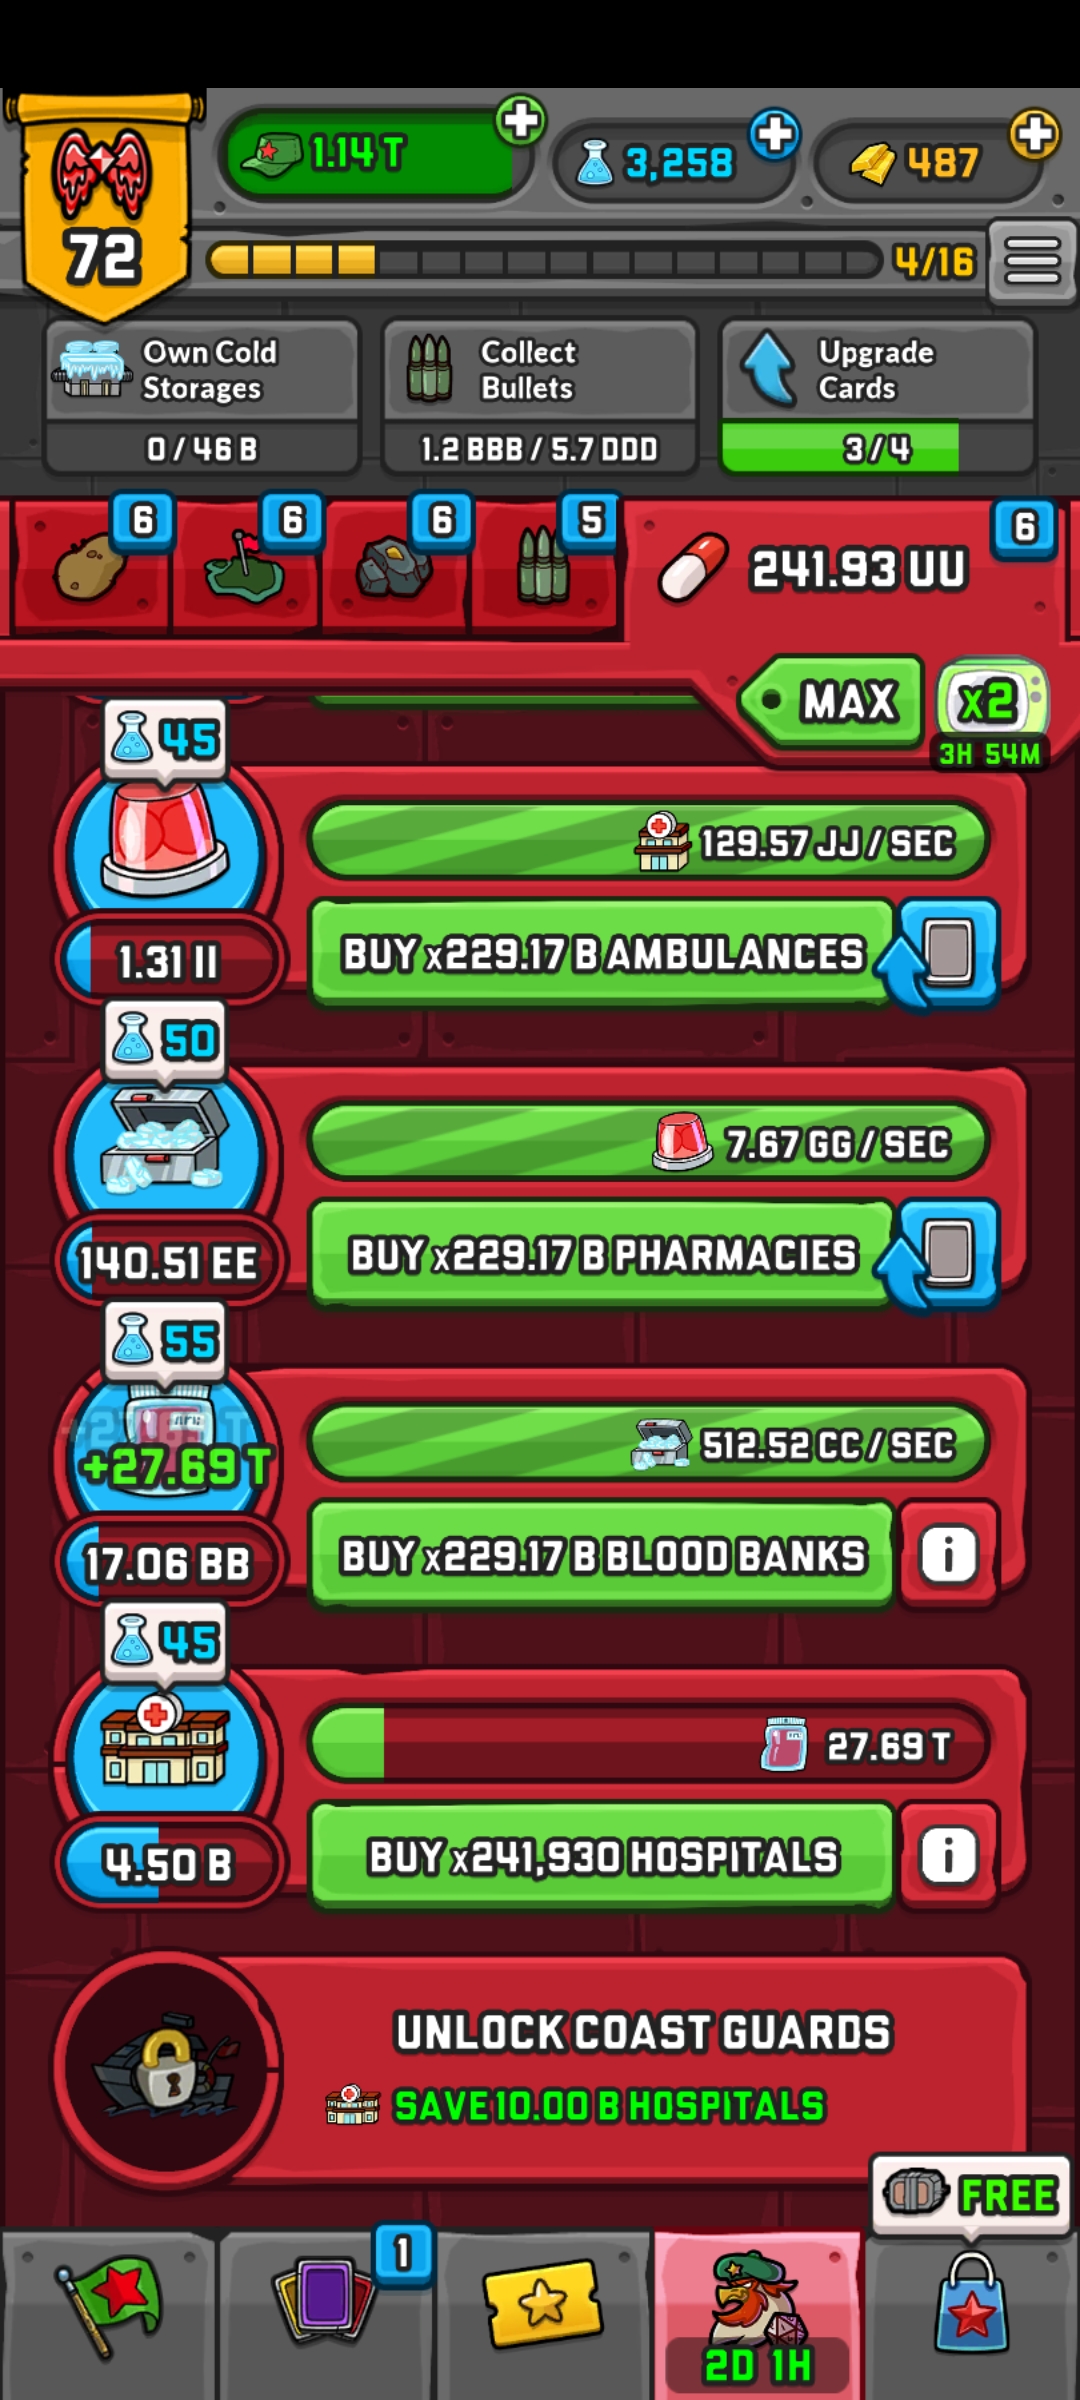 72
1.14 T
3,258
487
4/16
Own Cold
Storages
0 / 46 B
Collect
Bullets
1.2 BBB / 5.7 DDD
Upgrade
Cards
3/4
6
6
6
5
241.93 UU
6
MAX
x2
3H 54M
45
129.57 JJ / SEC
1.31 II
BUY x229.17 B AMBULANCES
50
7.67 GG / SEC
140.51 EE
BUY x229.17 B PHARMACIES
55
+27.69 T
512.52 CC / SEC
17.06 BB
BUY x229.17 B BLOOD BANKS
i
45
27.69 T
4.50 B
BUY x241,930 HOSPITALS
i
UNLOCK COAST GUARDS
SAVE 10.00 B HOSPITALS
FREE
1
2D 1H